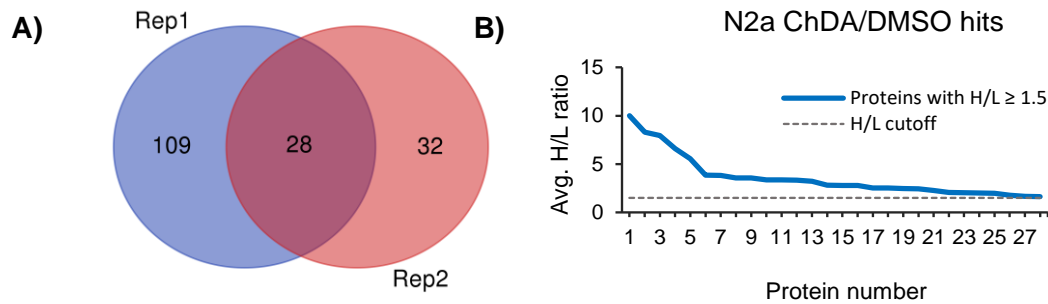 A)
Rep1
109
28
32
Rep2
B)
N2a ChDA/DMSO hits
15
10
5
0
Avg. H/L ratio
Proteins with H/L ≥ 1.5
H/L cutoff
1 3 5 7 9 11 13 15 17 19 21 23 25 27
Protein number